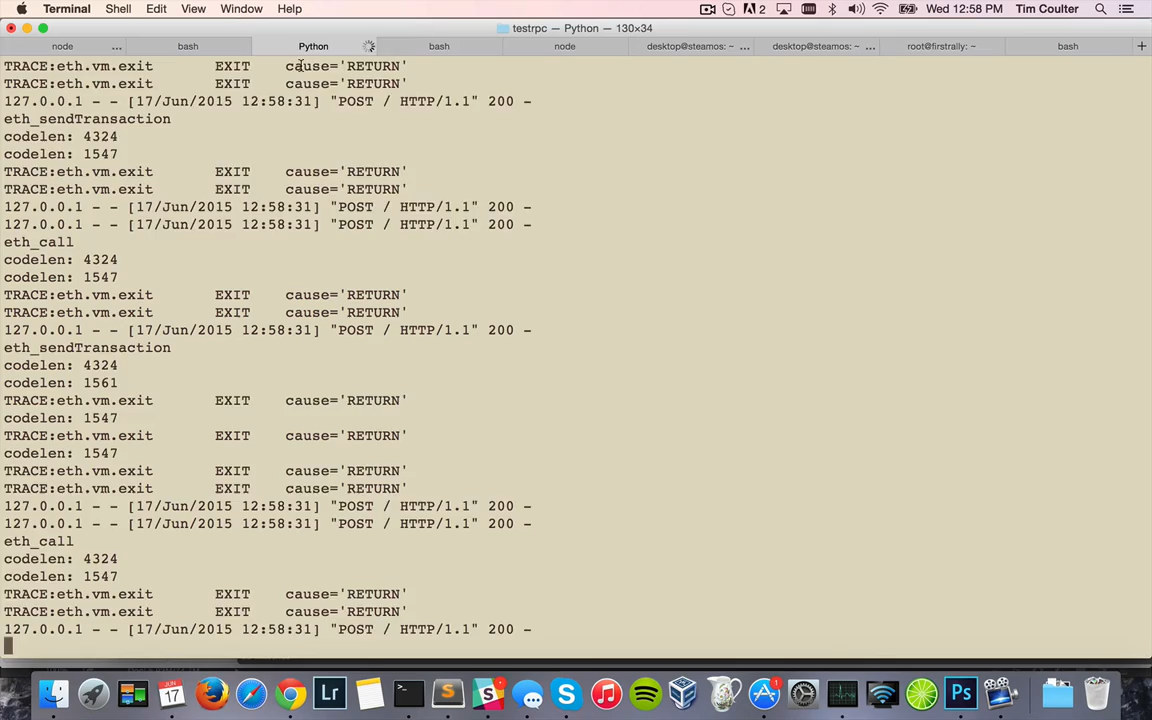 Terminal Shell Edit View Window Help 2 Wed 12:58 PM Tim Coulter
testrpc — Python — 130×34
node ... bash Python bash node desktop@steamos: ~ ... desktop@steamos: ~ ... root@firstrally: ~ bash +
TRACE:eth.vm.exit EXIT cause='RETURN'
TRACE:eth.vm.exit EXIT cause='RETURN'
127.0.0.1 - - [17/Jun/2015 12:58:31] "POST / HTTP/1.1" 200 -
eth_sendTransaction
codelen: 4324
codelen: 1547
TRACE:eth.vm.exit EXIT cause='RETURN'
TRACE:eth.vm.exit EXIT cause='RETURN'
127.0.0.1 - - [17/Jun/2015 12:58:31] "POST / HTTP/1.1" 200 -
127.0.0.1 - - [17/Jun/2015 12:58:31] "POST / HTTP/1.1" 200 -
eth_call
codelen: 4324
codelen: 1547
TRACE:eth.vm.exit EXIT cause='RETURN'
TRACE:eth.vm.exit EXIT cause='RETURN'
127.0.0.1 - - [17/Jun/2015 12:58:31] "POST / HTTP/1.1" 200 -
eth_sendTransaction
codelen: 4324
codelen: 1561
TRACE:eth.vm.exit EXIT cause='RETURN'
codelen: 1547
TRACE:eth.vm.exit EXIT cause='RETURN'
codelen: 1547
TRACE:eth.vm.exit EXIT cause='RETURN'
TRACE:eth.vm.exit EXIT cause='RETURN'
127.0.0.1 - - [17/Jun/2015 12:58:31] "POST / HTTP/1.1" 200 -
127.0.0.1 - - [17/Jun/2015 12:58:31] "POST / HTTP/1.1" 200 -
eth_call
codelen: 4324
codelen: 1547
TRACE:eth.vm.exit EXIT cause='RETURN'
TRACE:eth.vm.exit EXIT cause='RETURN'
127.0.0.1 - - [17/Jun/2015 12:58:31] "POST / HTTP/1.1" 200 -
JUN
17 Lr >_ S S 1 Ps